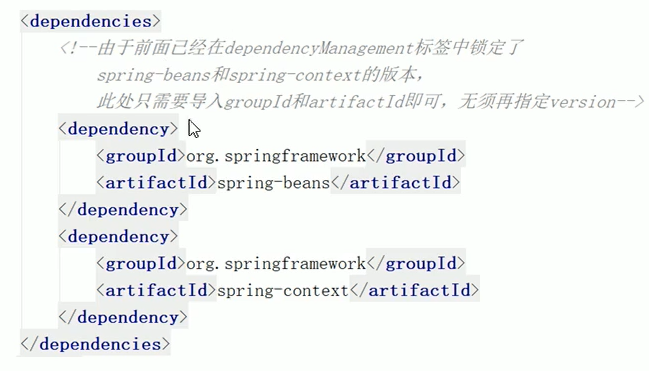 <dependencies>
<!--由于前面已经在dependencyManagement标签中锁定了
spring-beans和spring-context的版本，
此处只需要导入groupId和artifactId即可，无须再指定version-->
<dependency>
<groupId>org.springframework</groupId>
<artifactId>spring-beans</artifactId>
</dependency>
<dependency>
<groupId>org.springframework</groupId>
<artifactId>spring-context</artifactId>
</dependency>
</dependencies>